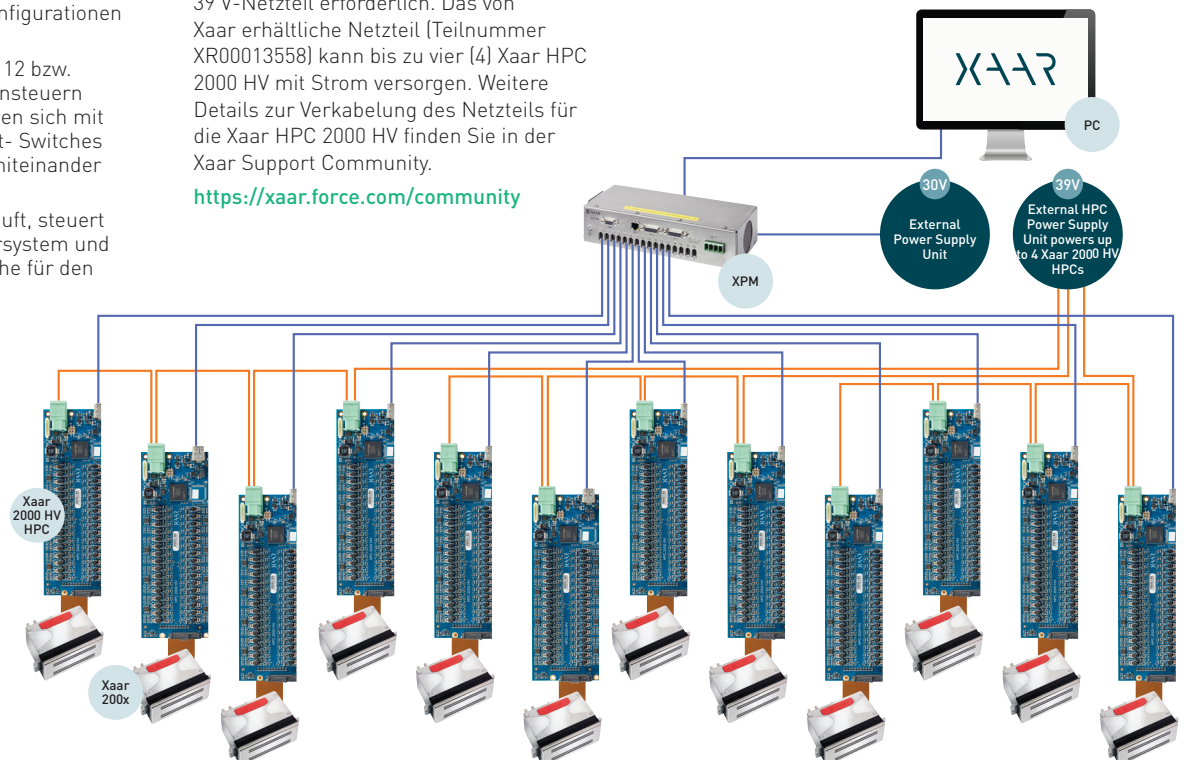 nfigurationen
12 bzw.
nsteuern
en sich mit
t- Switches
niteinander
uft, steuert
rsystem und
he für den
39 V-Netzteil erforderlich. Das von
Xaar erhältliche Netzteil (Teilnummer
XR00013558) kann bis zu vier (4) Xaar HPC
2000 HV mit Strom versorgen. Weitere
Details zur Verkabelung des Netzteils für
die Xaar HPC 2000 HV finden Sie in der
Xaar Support Community.
https://xaar.force.com/community
XAAR
PC
30V
External
Power Supply
Unit
39V
External HPC
Power Supply
Unit powers up
to 4 Xaar 2000 HV
HPCs
XPM
Xaar
2000 HV
HPC
Xaar
200x